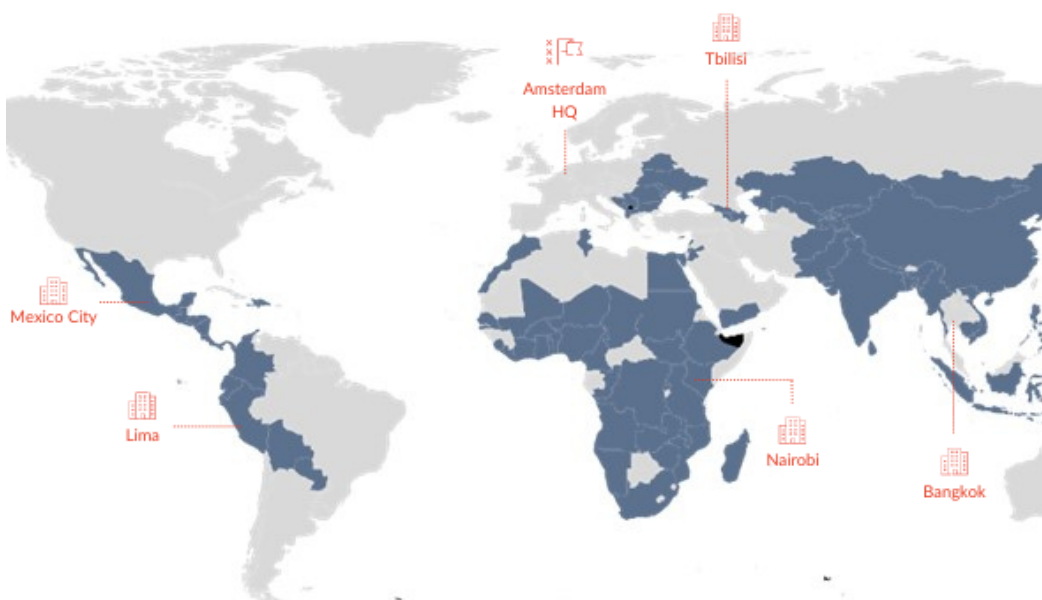 Tbilisi
Amsterdam
HQ
Mexico City
Lima
Nairobi
Bangkok